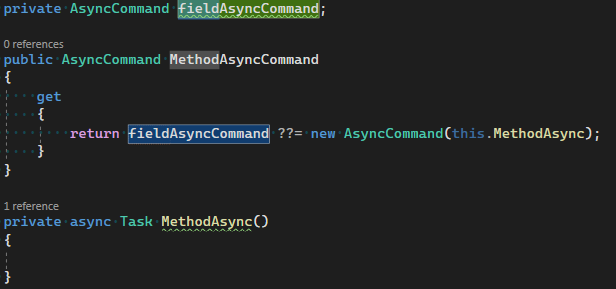 private AsyncCommand fieldAsyncCommand;
0 references
public AsyncCommand MethodAsyncCommand
{
get
{
return fieldAsyncCommand ??= new AsyncCommand(this.MethodAsync);
}
}
1 reference
private async Task MethodAsync()
{
}